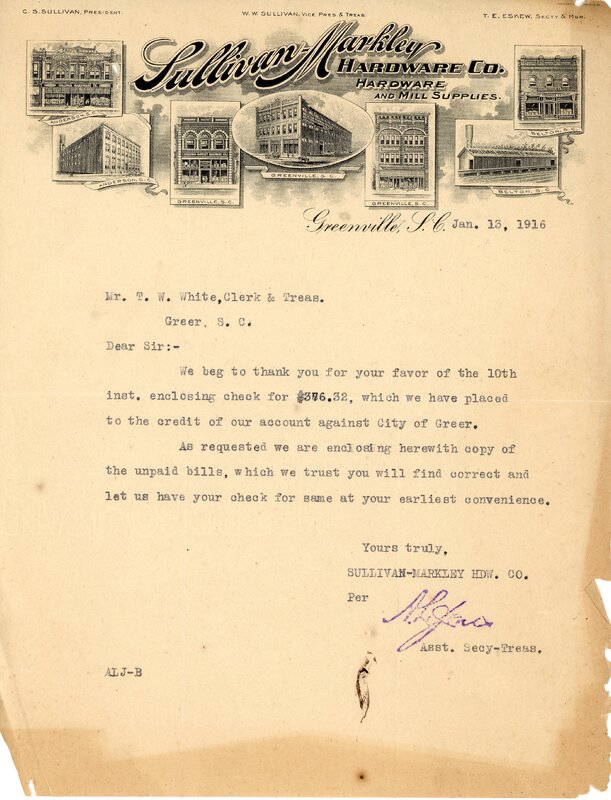 C. S. SULLIVAN, PRESIDENT.
W. W. SULLIVAN, VICE PRES & TREAS.
T. E. ESKEW, SECTY & MGR.
Sullivan-Markley
HARDWARE CO.
HARDWARE
AND MILL SUPPLIES.
ANDERSON, S.C.
GREENVILLE, S.C.
GREENVILLE, S.C.
GREENVILLE, S.C.
BELTON, S.C.
BELTON, S.C.
Greenville, S. C. Jan. 13, 1916
Mr. T. W. White,Clerk & Treas.
Greer, S. C.
Dear Sir:-
We beg to thank you for your favor of the 10th
inst. enclosing check for $376.32, which we have placed
to the credit of our account against City of Greer.
As requested we are enclosing herewith copy of
the unpaid bills, which we trust you will find correct and
let us have your check for same at your earliest convenience.
Yours truly,
SULLIVAN-MARKLEY HDW. CO.
Per
Asst. Secy-Treas.
ALJ-B